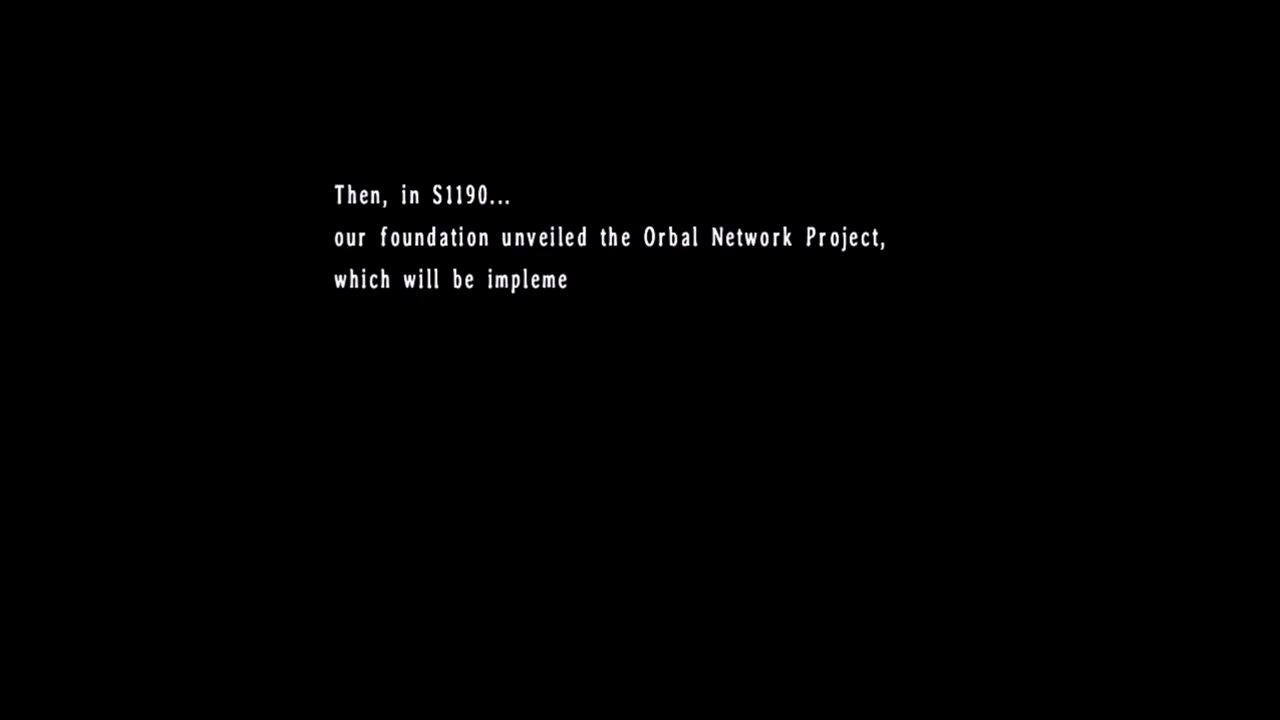 Then, in S1190...
our foundation unveiled the Orbal Network Project,
which will be impleme